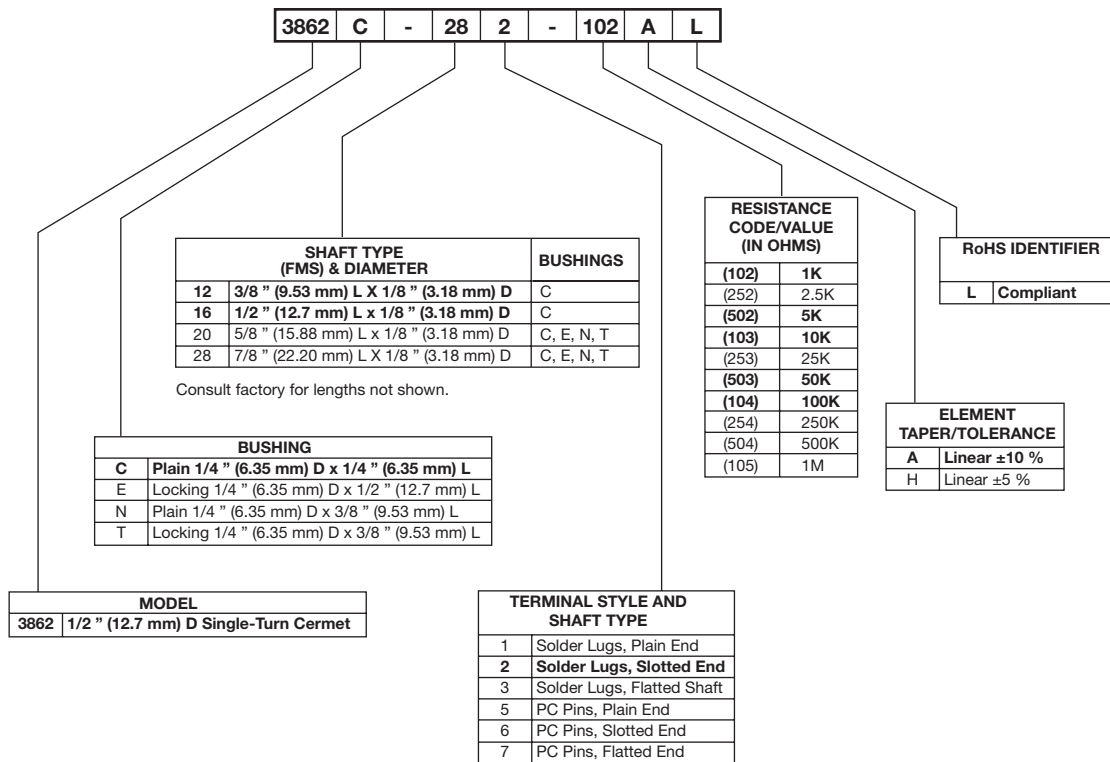 3862 C - 28 2 - 102 A L
SHAFT TYPE
(FMS) & DIAMETER
BUSHINGS
12 3/8 ” (9.53 mm) L X 1/8 ” (3.18 mm) D C
16 1/2 ” (12.7 mm) L x 1/8 ” (3.18 mm) D C
20 5/8 ” (15.88 mm) L x 1/8 ” (3.18 mm) D C, E, N, T
28 7/8 ” (22.20 mm) L X 1/8 ” (3.18 mm) D C, E, N, T
Consult factory for lengths not shown.
RESISTANCE
CODE/VALUE
(IN OHMS)
(102) 1K
(252) 2.5K
(502) 5K
(103) 10K
(253) 25K
(503) 50K
(104) 100K
(254) 250K
(504) 500K
(105) 1M
RoHS IDENTIFIER
L Compliant
ELEMENT
TAPER/TOLERANCE
A Linear ±10 %
H Linear ±5 %
BUSHING
C Plain 1/4 ” (6.35 mm) D x 1/4 ” (6.35 mm) L
E Locking 1/4 ” (6.35 mm) D x 1/2 ” (12.7 mm) L
N Plain 1/4 ” (6.35 mm) D x 3/8 ” (9.53 mm) L
T Locking 1/4 ” (6.35 mm) D x 3/8 ” (9.53 mm) L
MODEL
3862 1/2 ” (12.7 mm) D Single-Turn Cermet
TERMINAL STYLE AND
SHAFT TYPE
1 Solder Lugs, Plain End
2 Solder Lugs, Slotted End
3 Solder Lugs, Flatted Shaft
5 PC Pins, Plain End
6 PC Pins, Slotted End
7 PC Pins, Flatted End